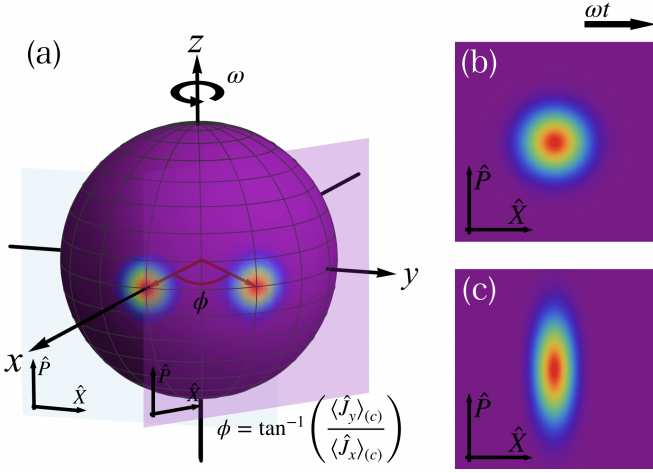 (a)
z
ω
ωt
(b)
P̂
X̂
y
ϕ
x
P̂
X̂
P̂
X̂
ϕ = tan⁻¹(⟨Ĵ_y⟩_(c) / ⟨Ĵ_x⟩_(c))
(c)
P̂
X̂